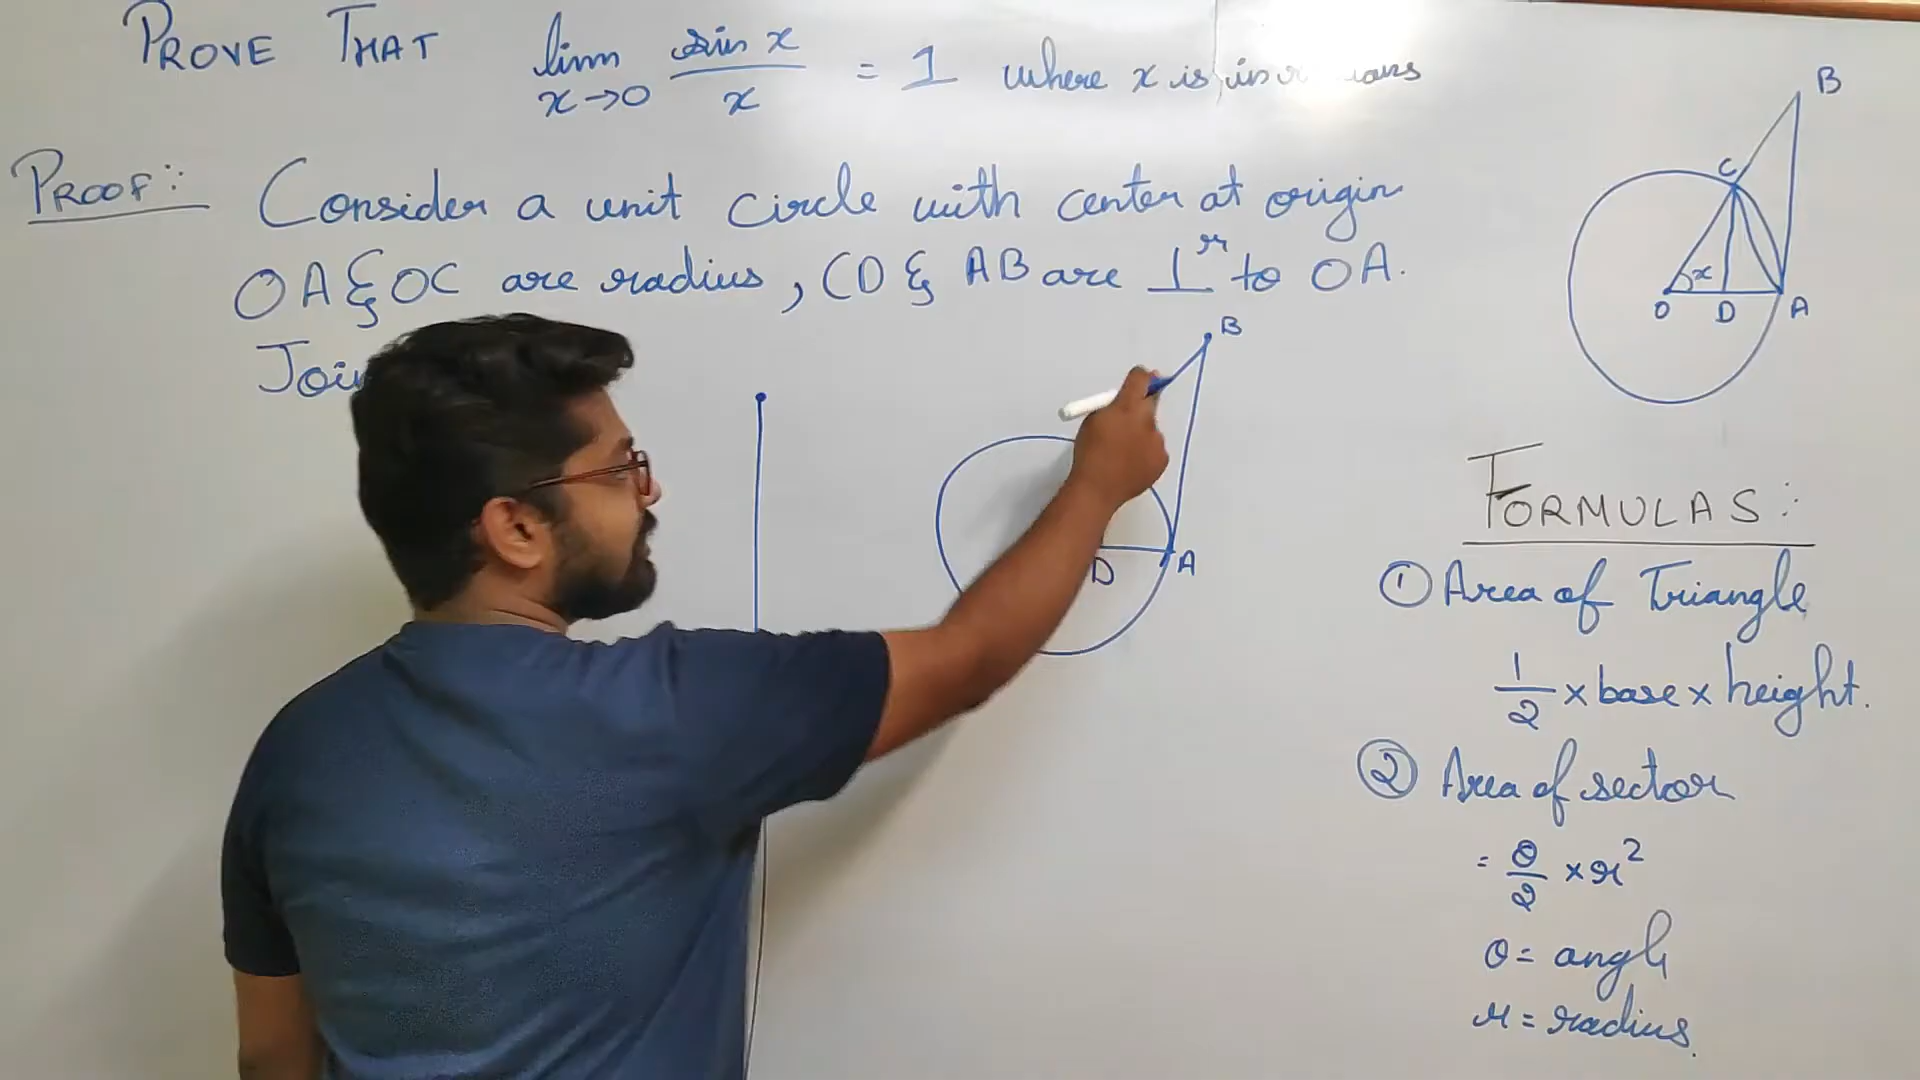 PROVE THAT lim x→0 sin x / x = 1 where x is in
PROOF: Consider a unit circle with center at origin
OA & OC are radius, CD & AB are ⊥r to OA.
B
D A
B
C
x
O D A
FORMULAS:
① Area of Triangle
1/2 × base × height.
② Area of sector
= θ/2 × r²
θ = angle
r = radius.